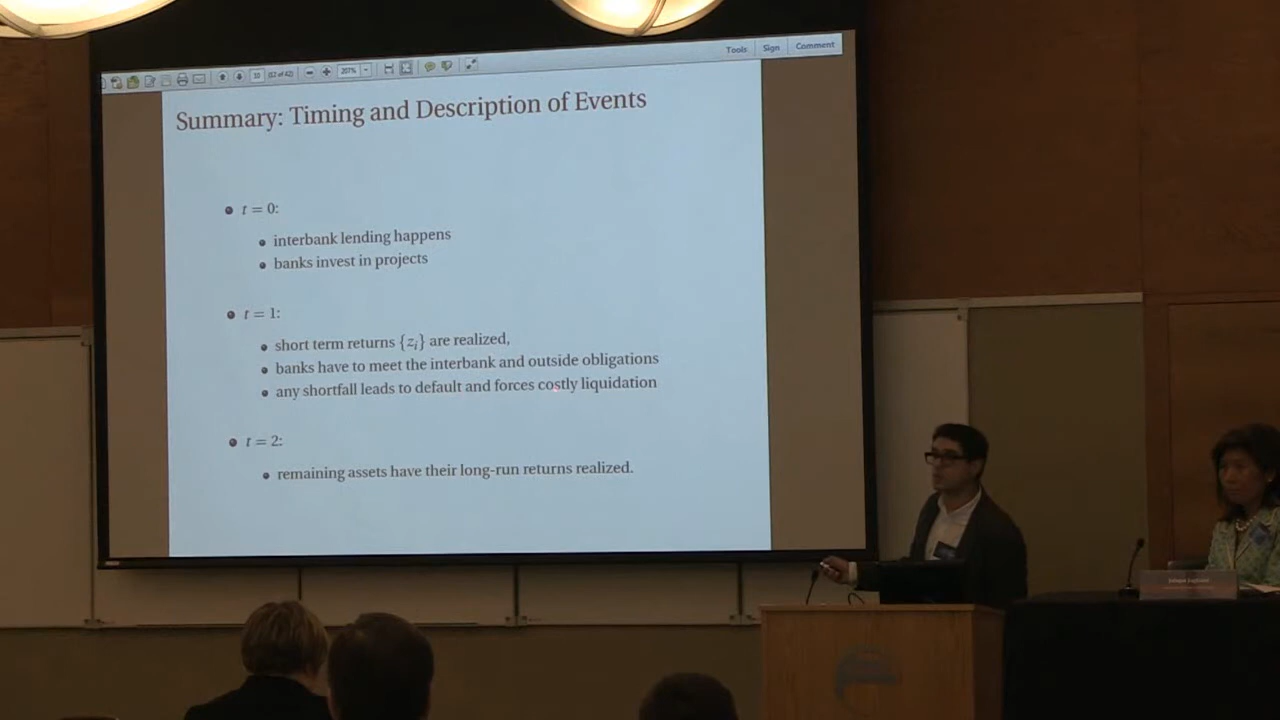 Tools Sign Comment
207%
Summary: Timing and Description of Events
t = 0:
interbank lending happens
banks invest in projects
t = 1:
short term returns {z_i} are realized,
banks have to meet the interbank and outside obligations
any shortfall leads to default and forces costly liquidation
t = 2:
remaining assets have their long-run returns realized.